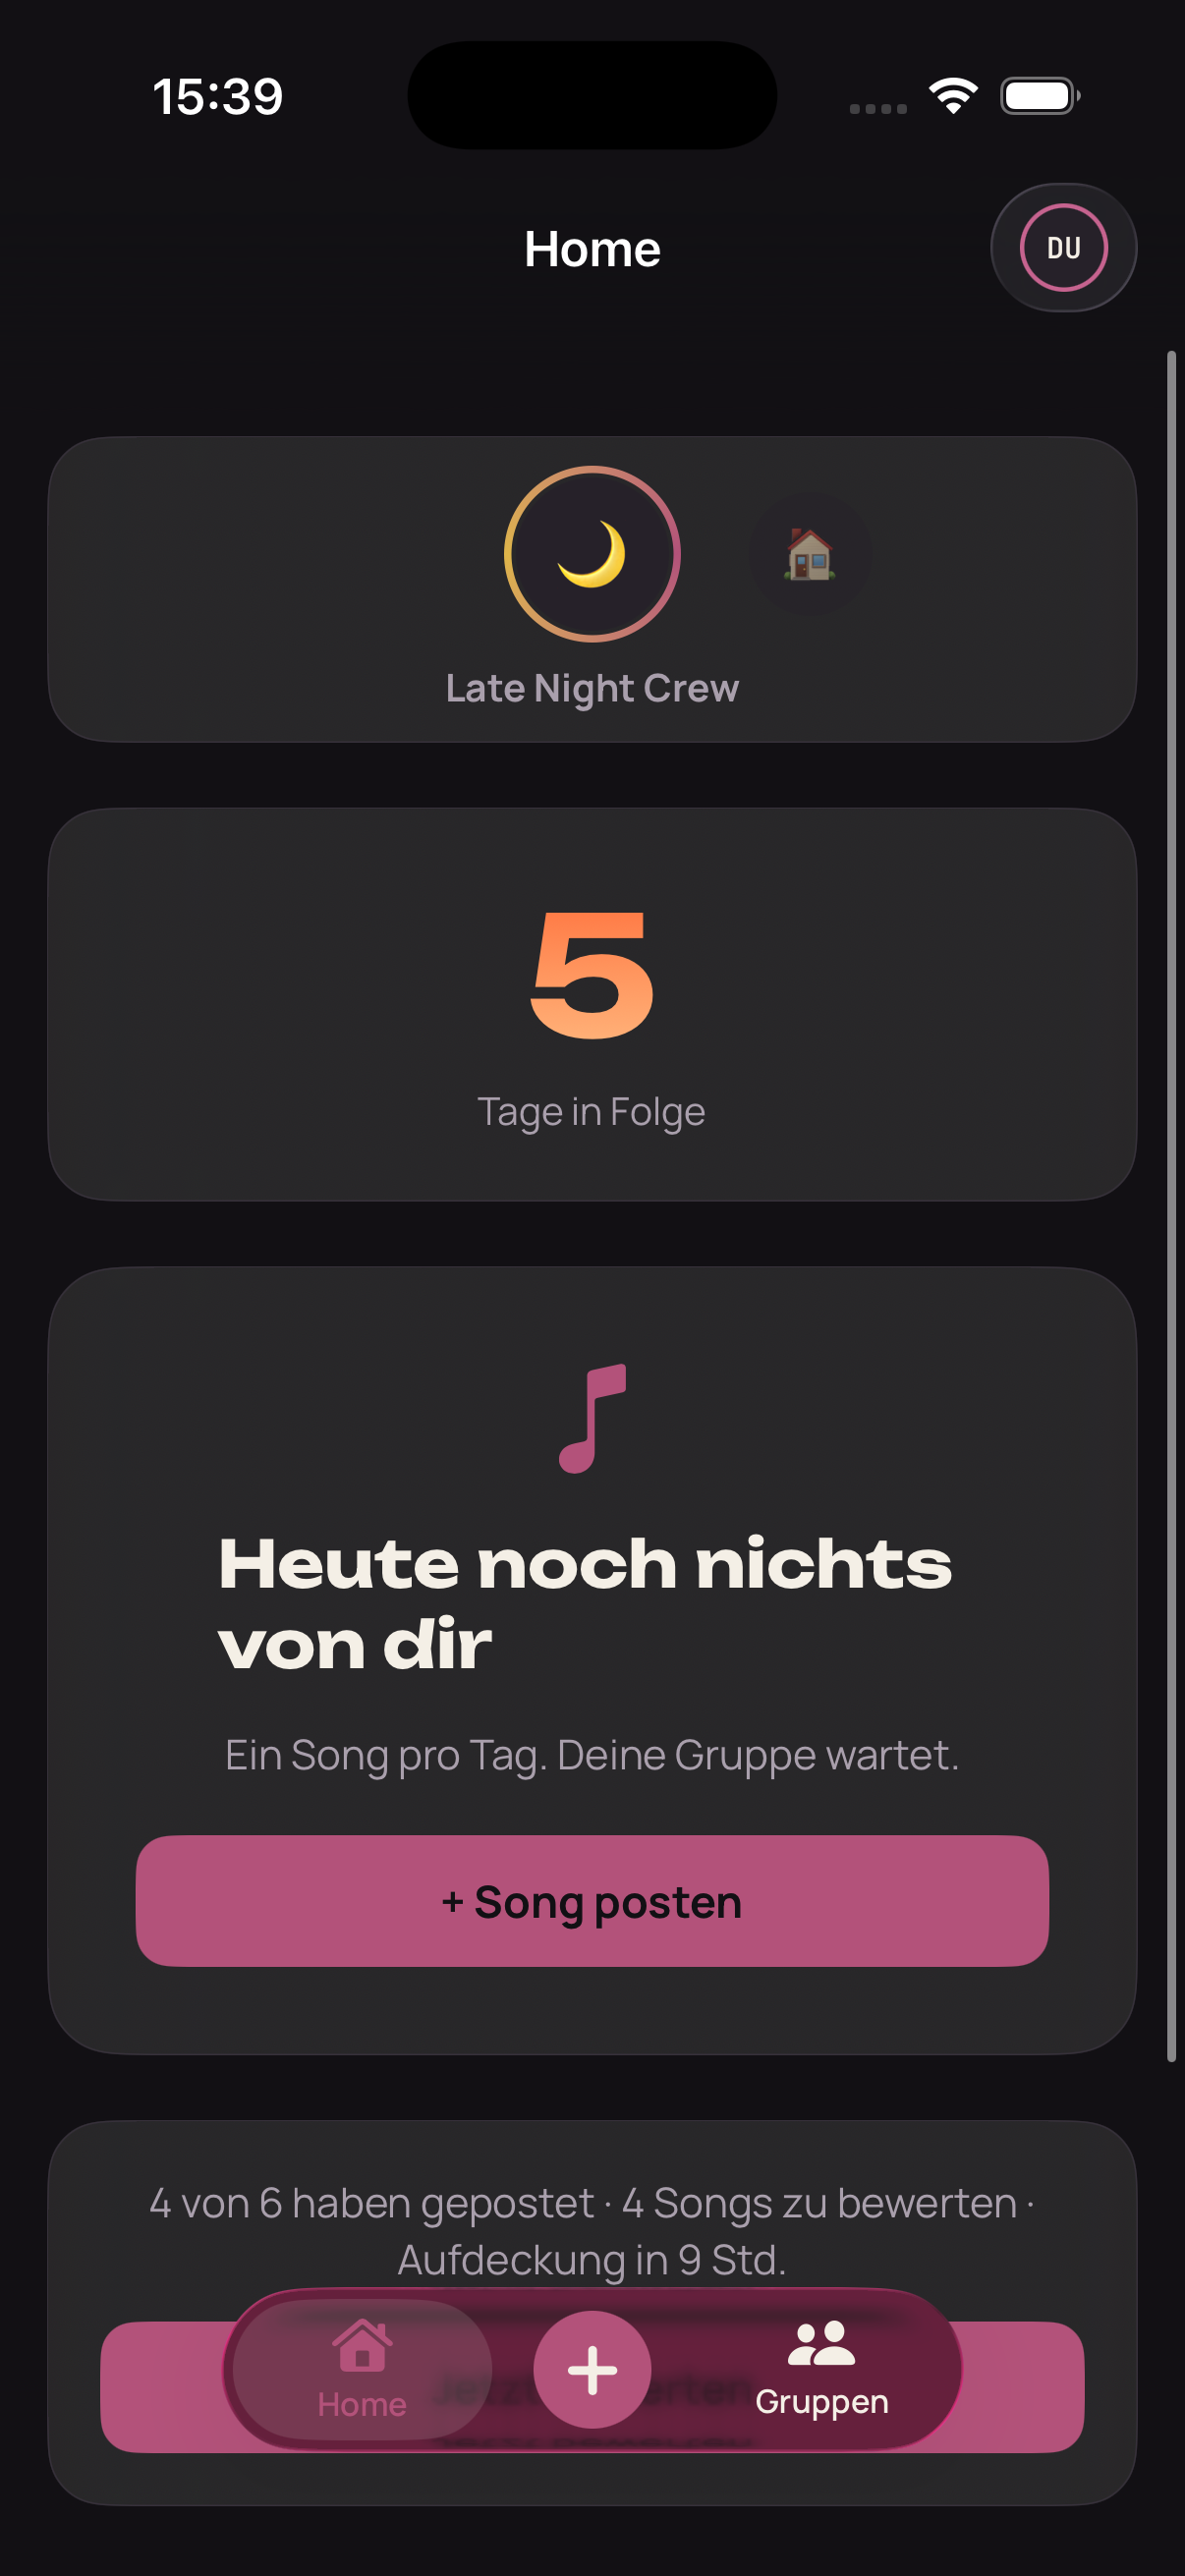 15:39
Home
DU
Late Night Crew
5
Tage in Folge
Heute noch nichts
von dir
Ein Song pro Tag. Deine Gruppe wartet.
+ Song posten
4 von 6 haben gepostet · 4 Songs zu bewerten ·
Aufdeckung in 9 Std.
Home
Gruppen